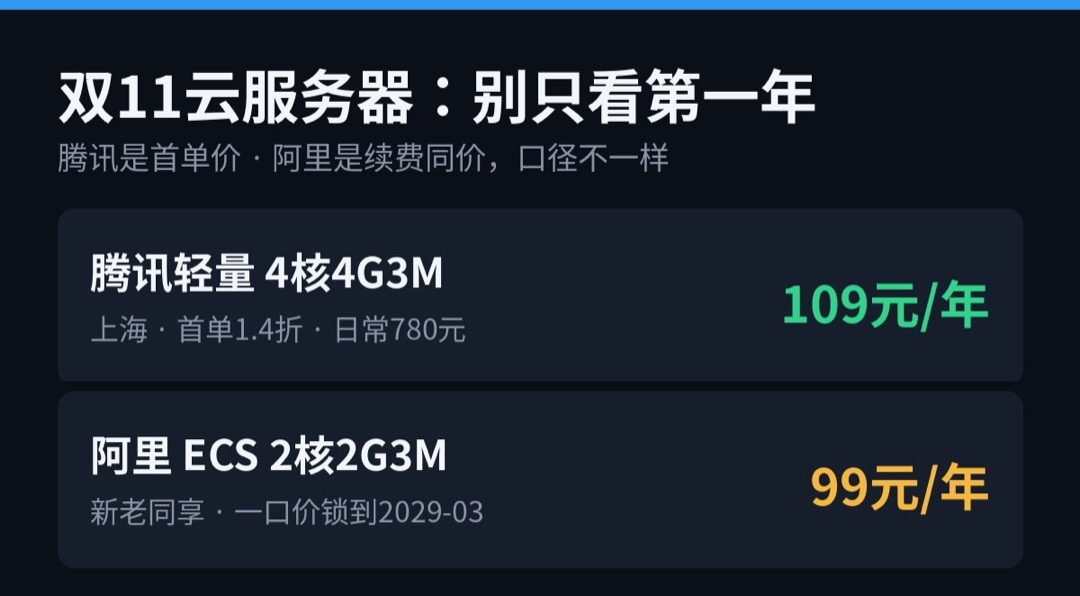 双11云服务器：别只看第一年
腾讯是首单价 · 阿里是续费同价，口径不一样
腾讯轻量 4核4G3M
上海 · 首单1.4折 · 日常780元
109元/年
阿里 ECS 2核2G3M
新老同享 · 一口价锁到2029-03
99元/年